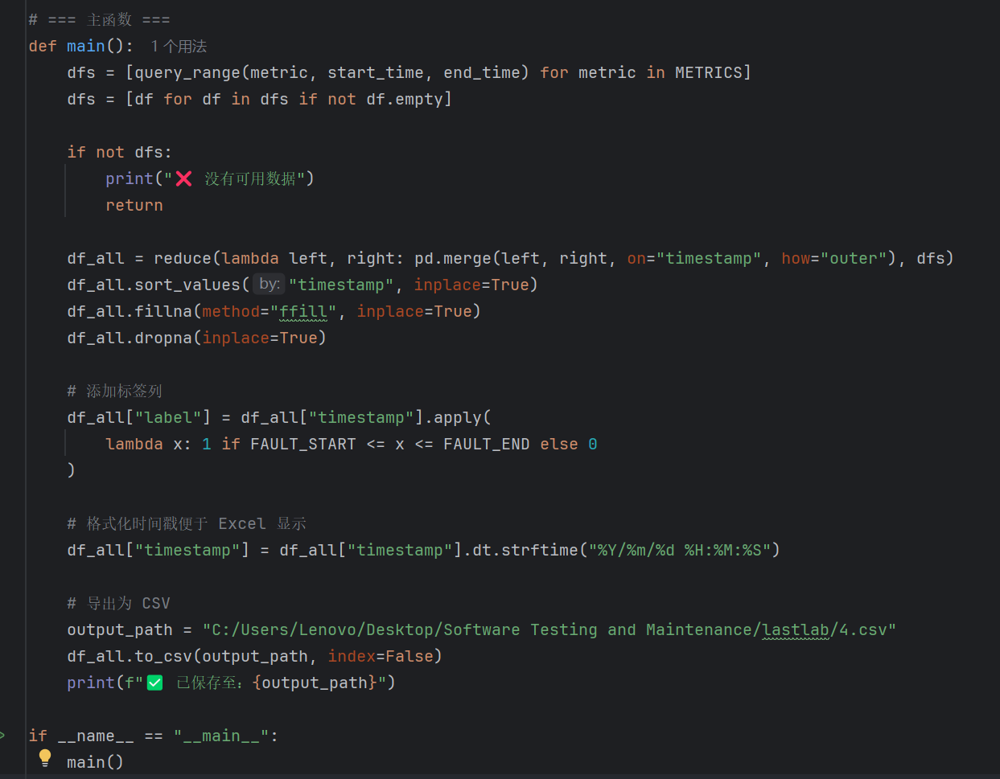 # === 主函数 ===
def main():  1 个用法
    dfs = [query_range(metric, start_time, end_time) for metric in METRICS]
    dfs = [df for df in dfs if not df.empty]

    if not dfs:
        print("❌ 没有可用数据")
        return

    df_all = reduce(lambda left, right: pd.merge(left, right, on="timestamp", how="outer"), dfs)
    df_all.sort_values( by: "timestamp", inplace=True)
    df_all.fillna(method="ffill", inplace=True)
    df_all.dropna(inplace=True)

    # 添加标签列
    df_all["label"] = df_all["timestamp"].apply(
        lambda x: 1 if FAULT_START <= x <= FAULT_END else 0
    )

    # 格式化时间戳便于 Excel 显示
    df_all["timestamp"] = df_all["timestamp"].dt.strftime("%Y/%m/%d %H:%M:%S")

    # 导出为 CSV
    output_path = "C:/Users/Lenovo/Desktop/Software Testing and Maintenance/lastlab/4.csv"
    df_all.to_csv(output_path, index=False)
    print(f"✅ 已保存至：{output_path}")

if __name__ == "__main__":
    main()